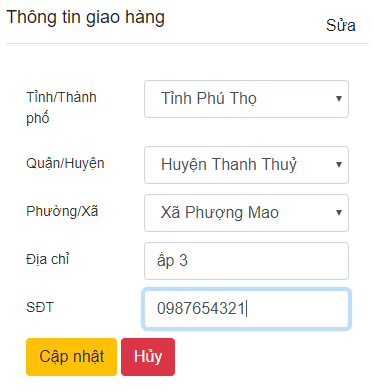 Thông tin giao hàng
Sửa
Tỉnh/Thành
phố
Tỉnh Phú Thọ
Quận/Huyện
Huyện Thanh Thuỷ
Phường/Xã
Xã Phượng Mao
Địa chỉ
ấp 3
SĐT
0987654321
Cập nhật
Hủy